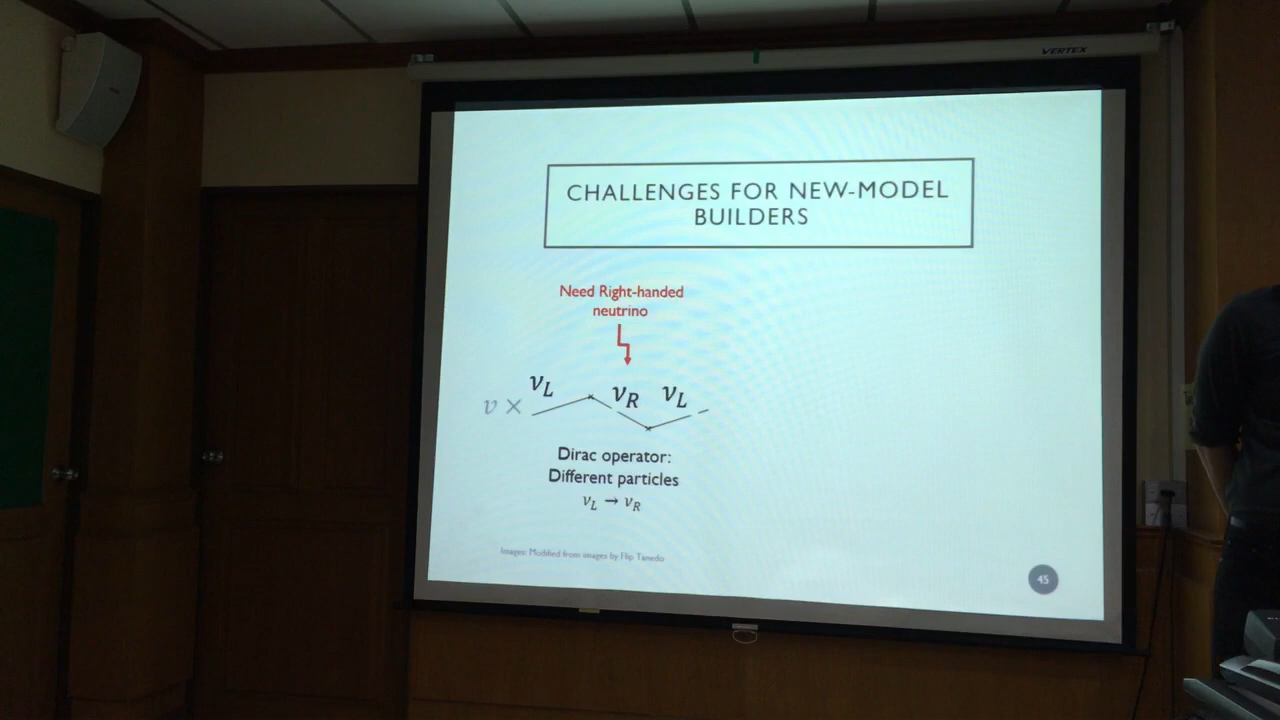 VERTEX
CHALLENGES FOR NEW-MODEL
BUILDERS
Need Right-handed
neutrino
ν_L ν_R ν_L
v ×
Dirac operator:
Different particles
ν_L → ν_R
Images: Modified from images by Flip Tanedo
45